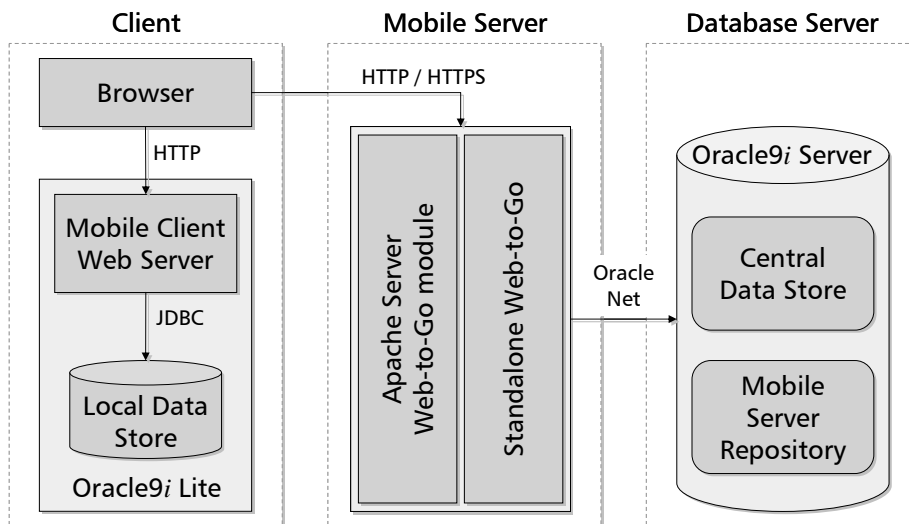 Client
Mobile Server
Database Server
Browser
HTTP / HTTPS
HTTP
Mobile Client
Web Server
JDBC
Local Data
Store
Oracle9i Lite
Apache Server
Web-to-Go module
Standalone Web-to-Go
Oracle
Net
Oracle9i Server
Central
Data Store
Mobile
Server
Repository